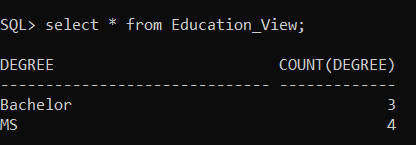 SQL> select * from Education_View;
DEGREE COUNT(DEGREE)
------------------------------ -------------
Bachelor 3
MS 4